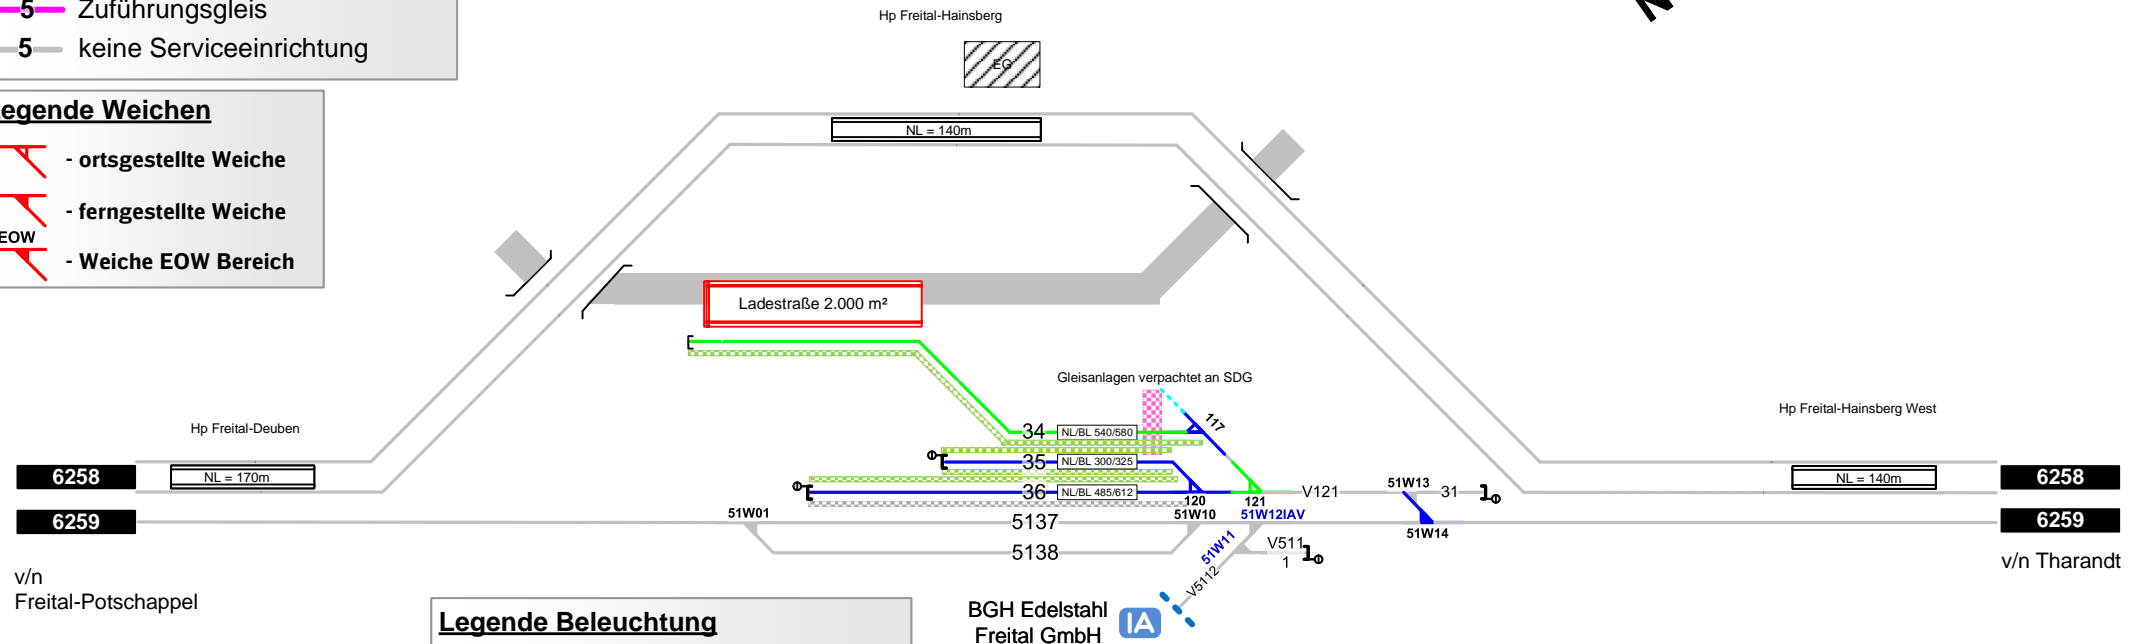 5 Zuführungsgleis
5 keine Serviceeinrichtung
Legende Weichen
- ortsgestellte Weiche
- ferngestellte Weiche
EOW
- Weiche EOW Bereich
Hp Freital-Hainsberg
EG
NL = 140m
Ladestraße 2.000 m²
Gleisanlagen verpachtet an SDG
117
Hp Freital-Deuben
Hp Freital-Hainsberg West
34 NL/BL 540/580
35 NL/BL 300/325
36 NL/BL 485/612
6258
NL = 170m
NL = 140m
6258
120
121
V121
51W13
31
6259
51W01
5137
51W10
51W12IAV
51W14
6259
5138
51W11
V511
1
V5112
v/n
Freital-Potschappel
v/n Tharandt
Legende Beleuchtung
BGH Edelstahl
Freital GmbH
IA